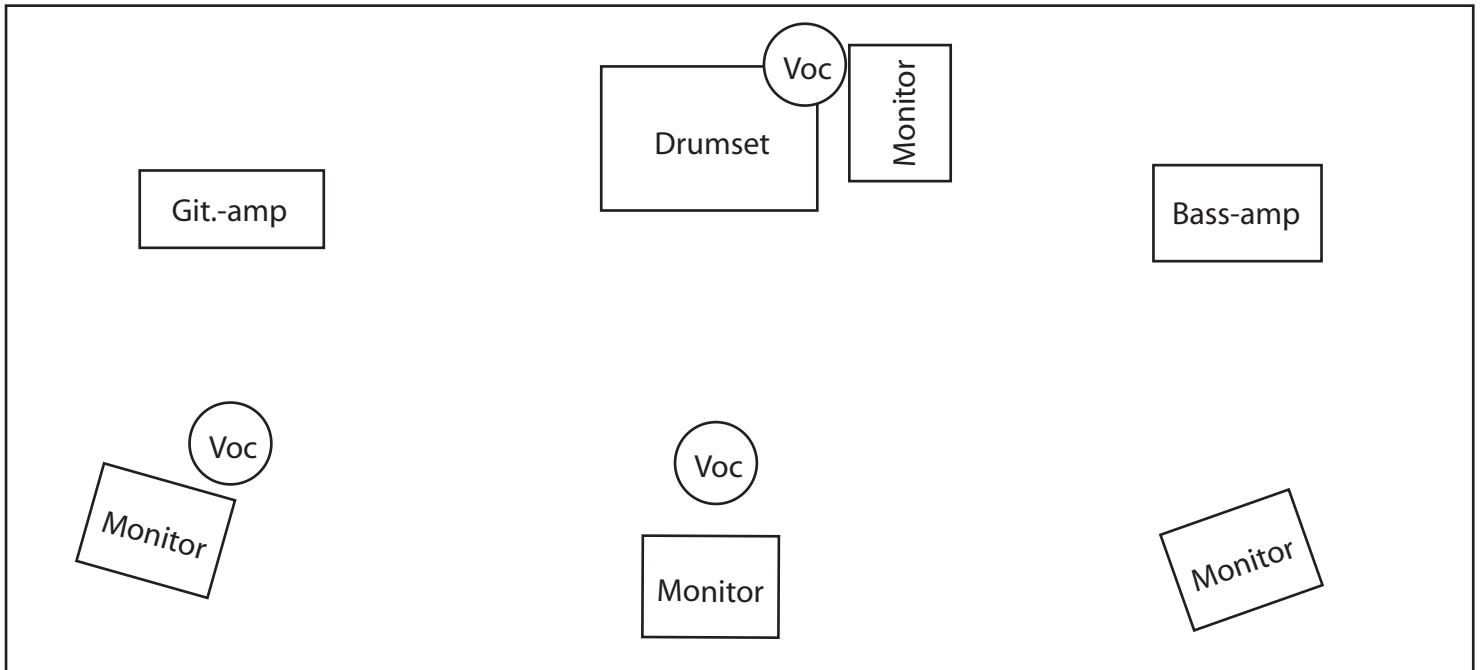 Voc
Monitor
Drumset
Git.-amp
Bass-amp
Voc
Voc
Monitor
Monitor
Monitor